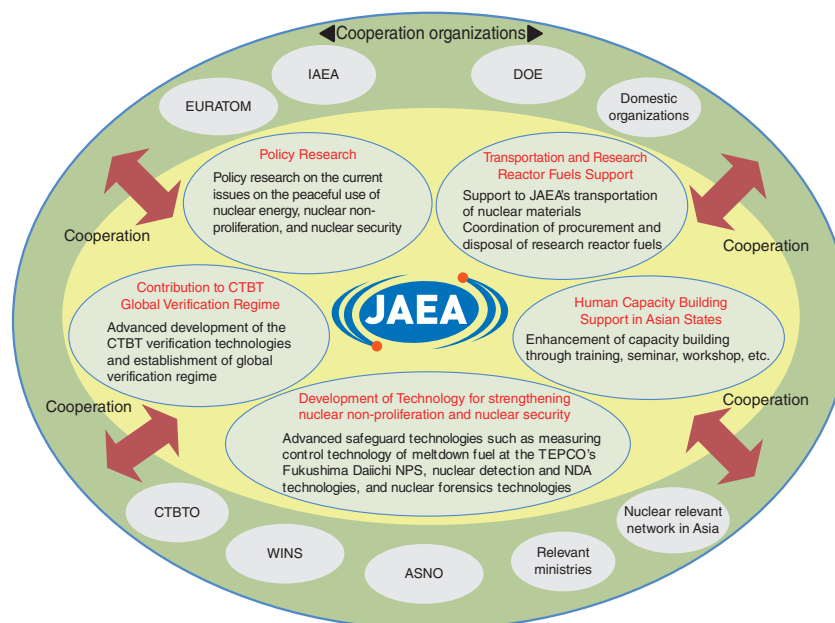 ◀Cooperation organizations▶
IAEA
DOE
EURATOM
Domestic
organizations
Policy Research
Policy research on the current
issues on the peaceful use of
nuclear energy, nuclear non-
proliferation, and nuclear security
Transportation and Research
Reactor Fuels Support
Support to JAEA's transportation
of nuclear materials
Coordination of procurement and
disposal of research reactor fuels
Cooperation
Cooperation
Contribution to CTBT
Global Verification Regime
Advanced development of the
CTBT verification technologies
and establishment of global
verification regime
JAEA
Human Capacity Building
Support in Asian States
Enhancement of capacity building
through training, seminar, workshop, etc.
Cooperation
Cooperation
Development of Technology for strengthening
nuclear non-proliferation and nuclear security
Advanced safeguard technologies such as measuring
control technology of meltdown fuel at the TEPCO's
Fukushima Daiichi NPS, nuclear detection and NDA
technologies, and nuclear forensics technologies
CTBTO
WINS
ASNO
Relevant
ministries
Nuclear relevant
network in Asia